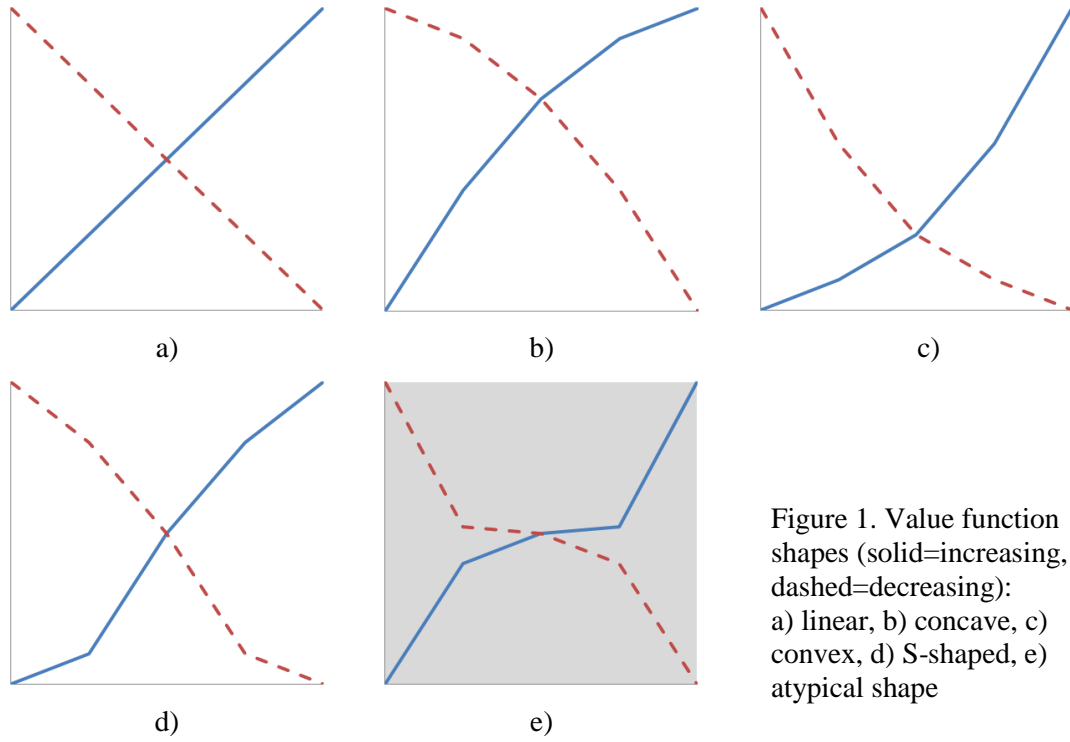 a)
b)
c)
d)
e)
Figure 1. Value function
shapes (solid=increasing,
dashed=decreasing):
a) linear, b) concave, c)
convex, d) S-shaped, e)
atypical shape